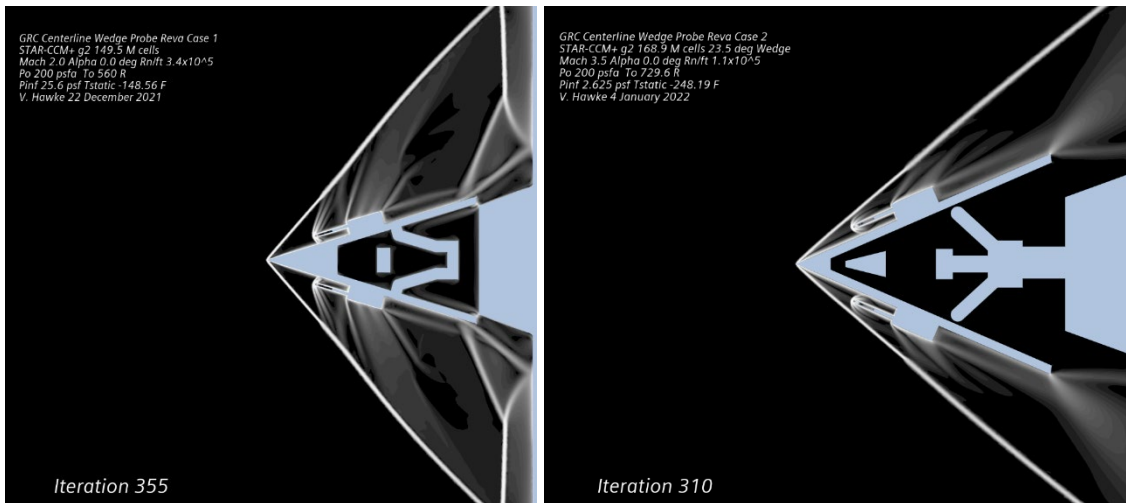 GRC Centerline Wedge Probe Reva Case 1
STAR-CCM+ g2 149.5 M cells
Mach 2.0 Alpha 0.0 deg Rn/ft 3.4x10^5
Po 200 psfa To 560 R
Pinf 25.6 psf Tstatic -148.56 F
V. Hawke 22 December 2021
Iteration 355
GRC Centerline Wedge Probe Reva Case 2
STAR-CCM+ g2 168.9 M cells 23.5 deg Wedge
Mach 3.5 Alpha 0.0 deg Rn/ft 1.1x10^5
Po 200 psfa To 729.6 R
Pinf 2.625 psf Tstatic -248.19 F
V. Hawke 4 January 2022
Iteration 310